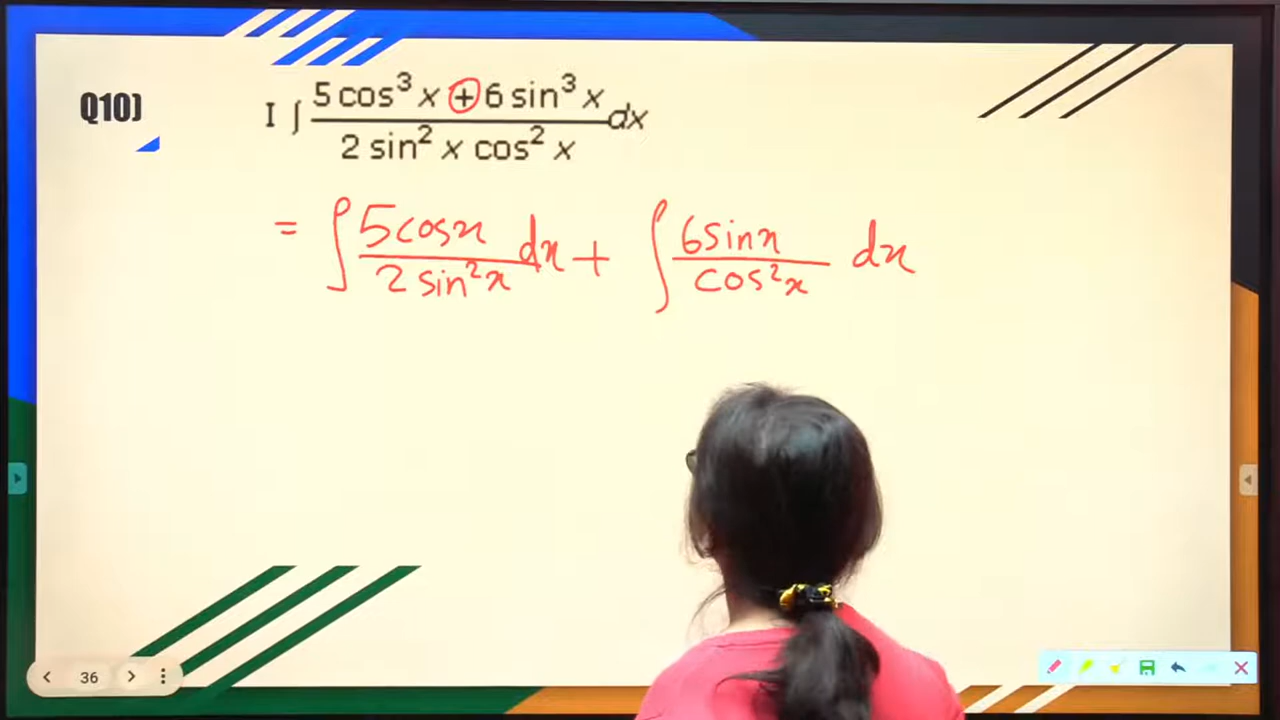 Q10)
I ∫ (5 cos³ x + 6 sin³ x) / (2 sin² x cos² x) dx
= ∫ (5cosx) / (2 sin²x) dx + ∫ (6sinx) / (cos²x) dx
36